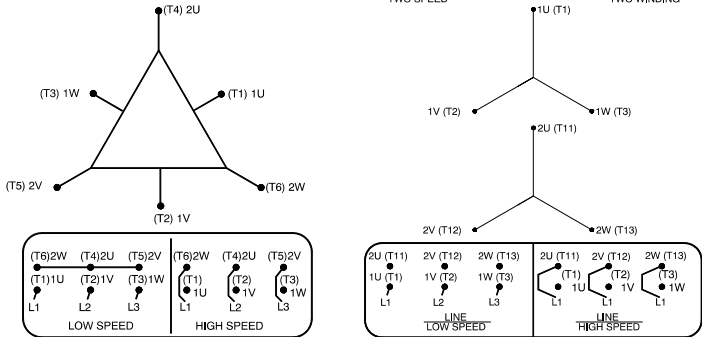 (T4) 2U
(T3) 1W
(T1) 1U
(T5) 2V
(T6) 2W
(T2) 1V
(T6)2W (T4)2U (T5)2V
(T1)1U (T2)1V (T3)1W
L1 L2 L3
LOW SPEED
(T6)2W (T4)2U (T5)2V
(T1) (T2) (T3)
1U 1V 1W
L1 L2 L3
HIGH SPEED
TWO SPEED TWO WINDING
1U (T1)
1V (T2) 1W (T3)
2U (T11)
2V (T12) 2W (T13)
2U (T11) 2V (T12) 2W (T13)
1U (T1) 1V (T2) 1W (T3)
L1 L2 L3
LINE
LOW SPEED
2U (T11) 2V (T12) 2W (T13)
(T1) (T2) (T3)
1U 1V 1W
L1 L1 L1
LINE
HIGH SPEED